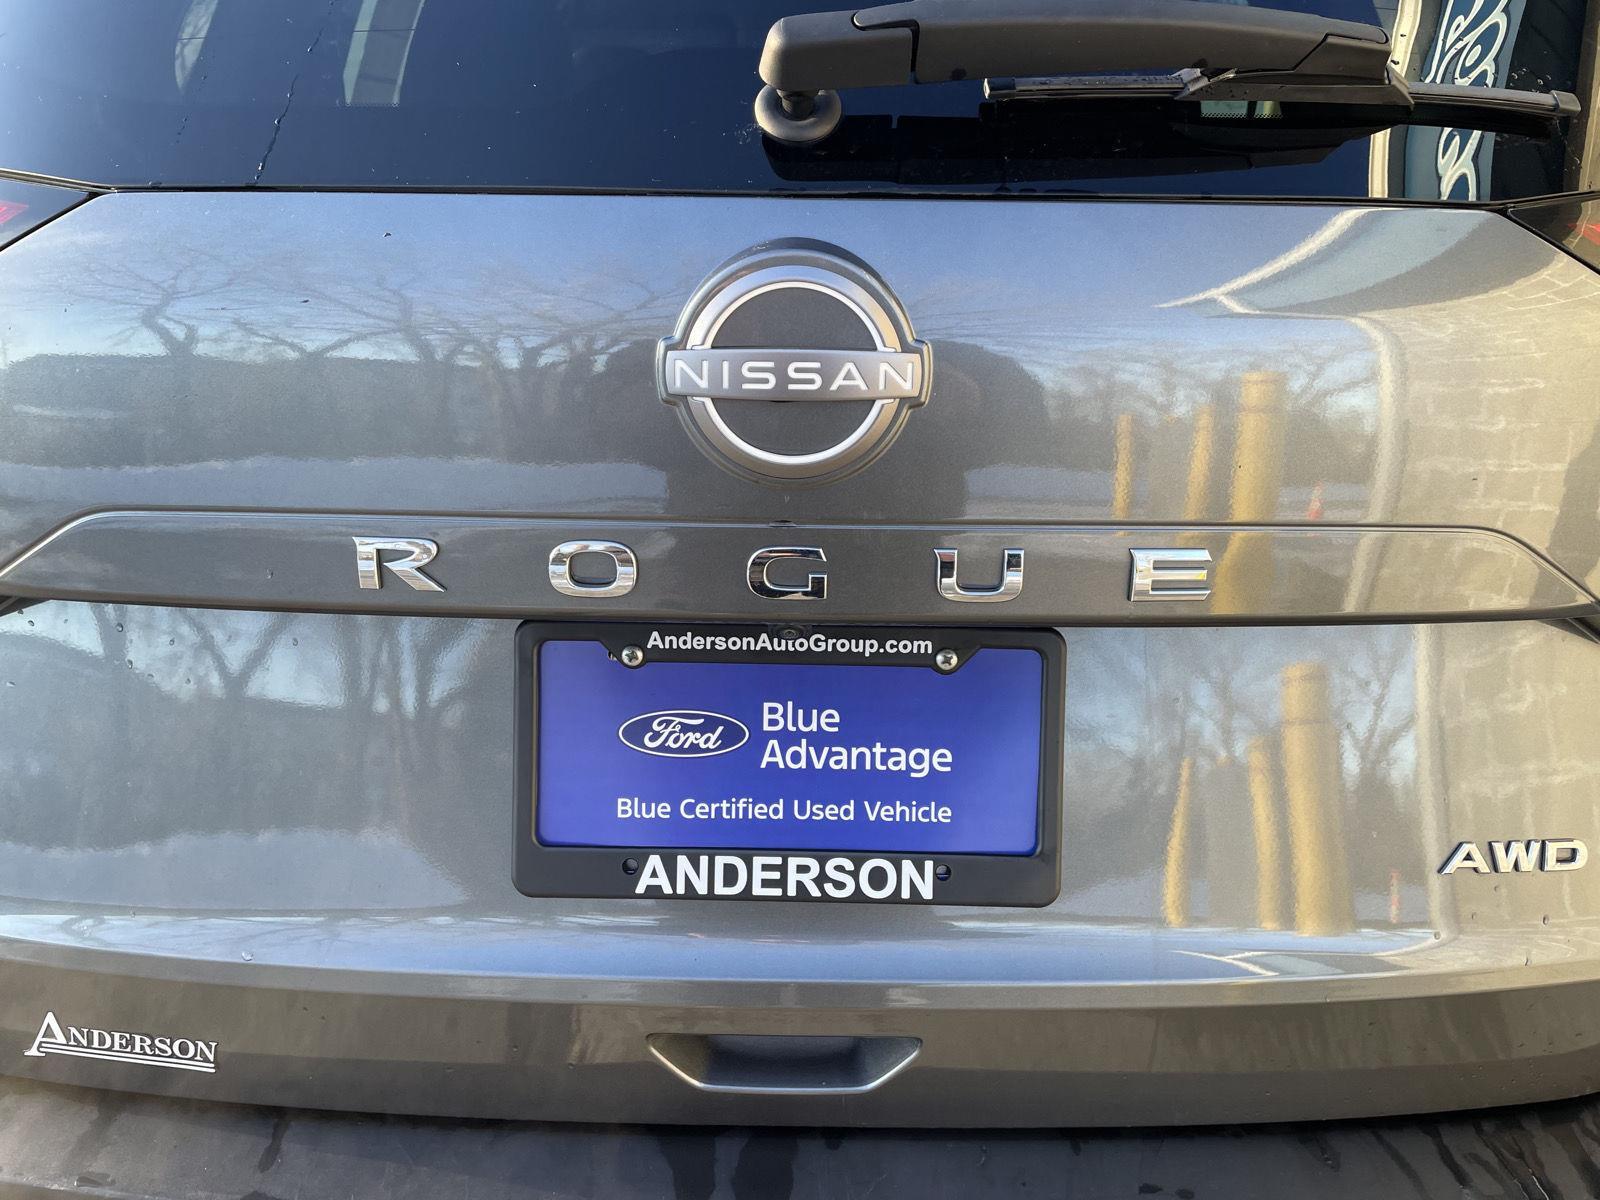 NISSAN
ROGUE
AndersonAutoGroup.com
Ford
Blue
Advantage
Blue Certified Used Vehicle
ANDERSON
AWD
ANDERSON